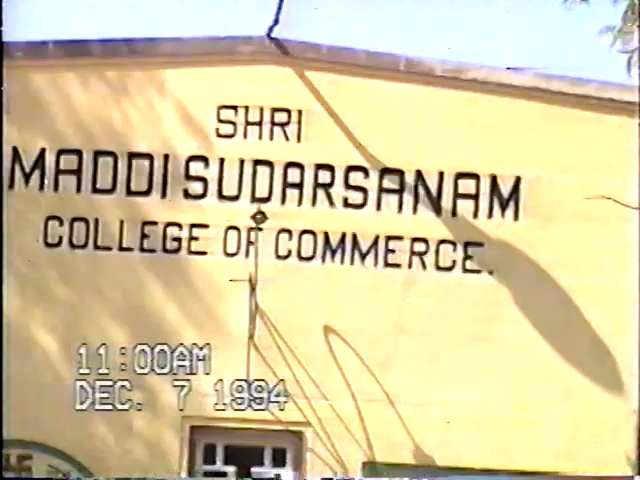 SHRI
MADDI SUDARSANAM
COLLEGE OF COMMERCE.
11:00AM
DEC. 7 1994